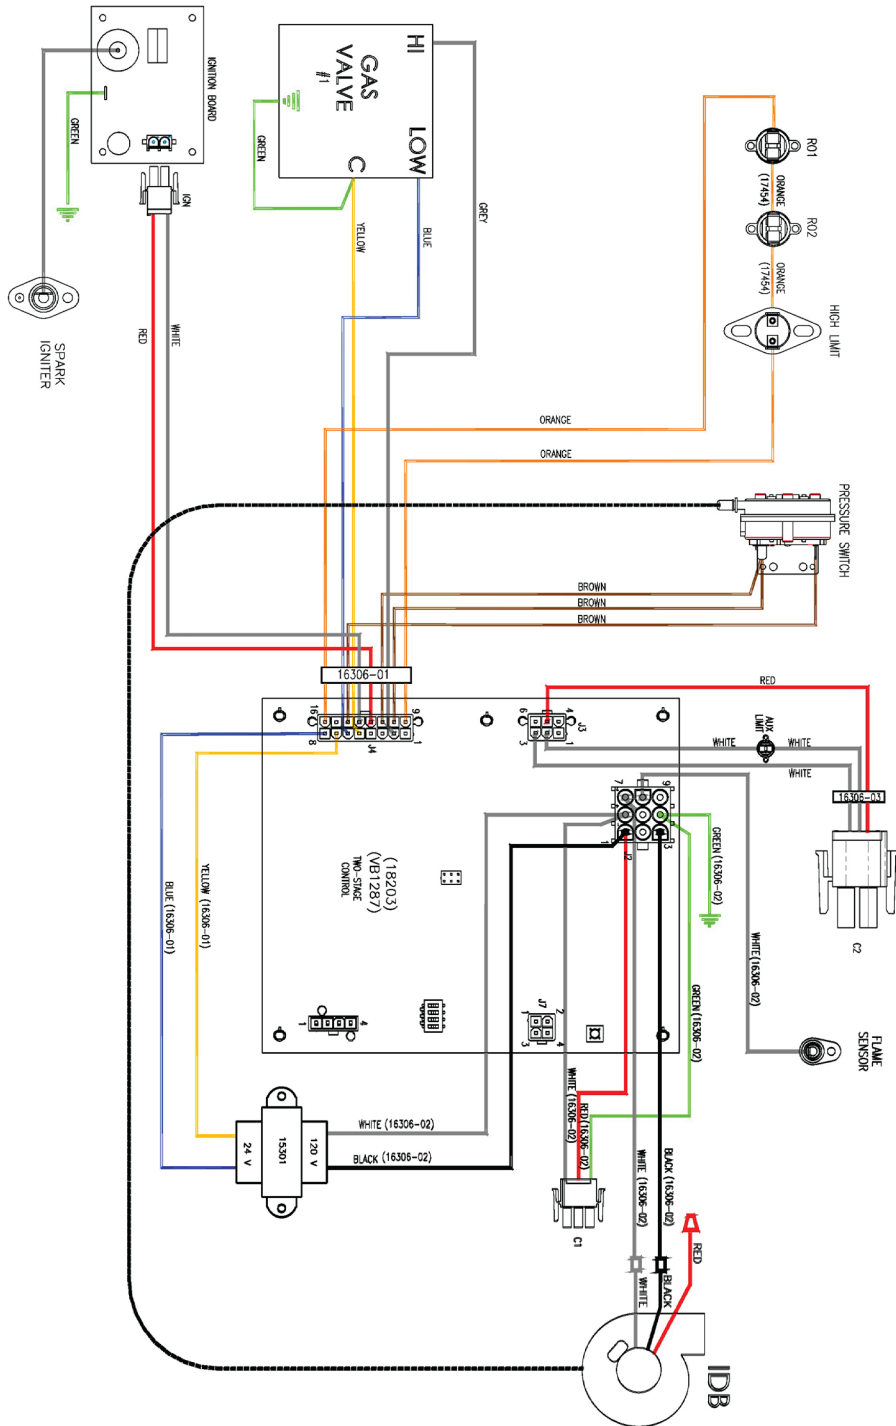 IGNITION BOARD
GREEN
IGN
SPARK
IGNITER
RED
WHITE
GAS
VALVE
#1
HI
LOW
C
GREEN
YELLOW
BLUE
GREY
R01
ORANGE
(17454)
R02
ORANGE
(17454)
HIGH LIMIT
ORANGE
ORANGE
PRESSURE SWITCH
BROWN
BROWN
BROWN
16306-01
16
9
8
1
J4
6
4
3
1
J3
RED
AUX
LIMIT
WHITE
WHITE
WHITE
16306-03
C2
7
9
1
3
J2
GREEN (16306-02)
WHITE (16306-02)
GREEN (16306-02)
FLAME
SENSOR
(18203)
(VB1287)
TWO-STAGE
CONTROL
YELLOW (16306-01)
BLUE (16306-01)
1
4
J7
1
2
3
4
WHITE (16306-02)
BLACK (16306-02)
15301
120 V
24 V
WHITE (16306-02)
RED (16306-02)
C1
WHITE (16306-02)
BLACK (16306-02)
RED
BLACK
WHITE
IDB